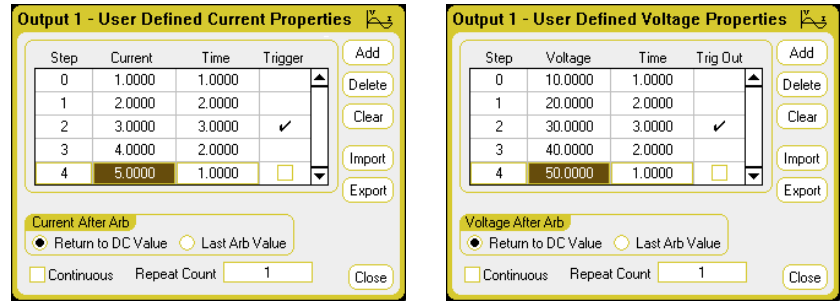 Output 1 - User Defined Current Properties
Step Current Time Trigger
0 1.0000 1.0000
1 2.0000 2.0000
2 3.0000 3.0000 ✔
3 4.0000 2.0000
4 5.0000 1.0000
Add
Delete
Clear
Import
Export
Current After Arb
Return to DC Value Last Arb Value
Continuous Repeat Count 1
Close
Output 1 - User Defined Voltage Properties
Step Voltage Time Trig Out
0 10.0000 1.0000
1 20.0000 2.0000
2 30.0000 3.0000 ✔
3 40.0000 2.0000
4 50.0000 1.0000
Add
Delete
Clear
Import
Export
Voltage After Arb
Return to DC Value Last Arb Value
Continuous Repeat Count 1
Close